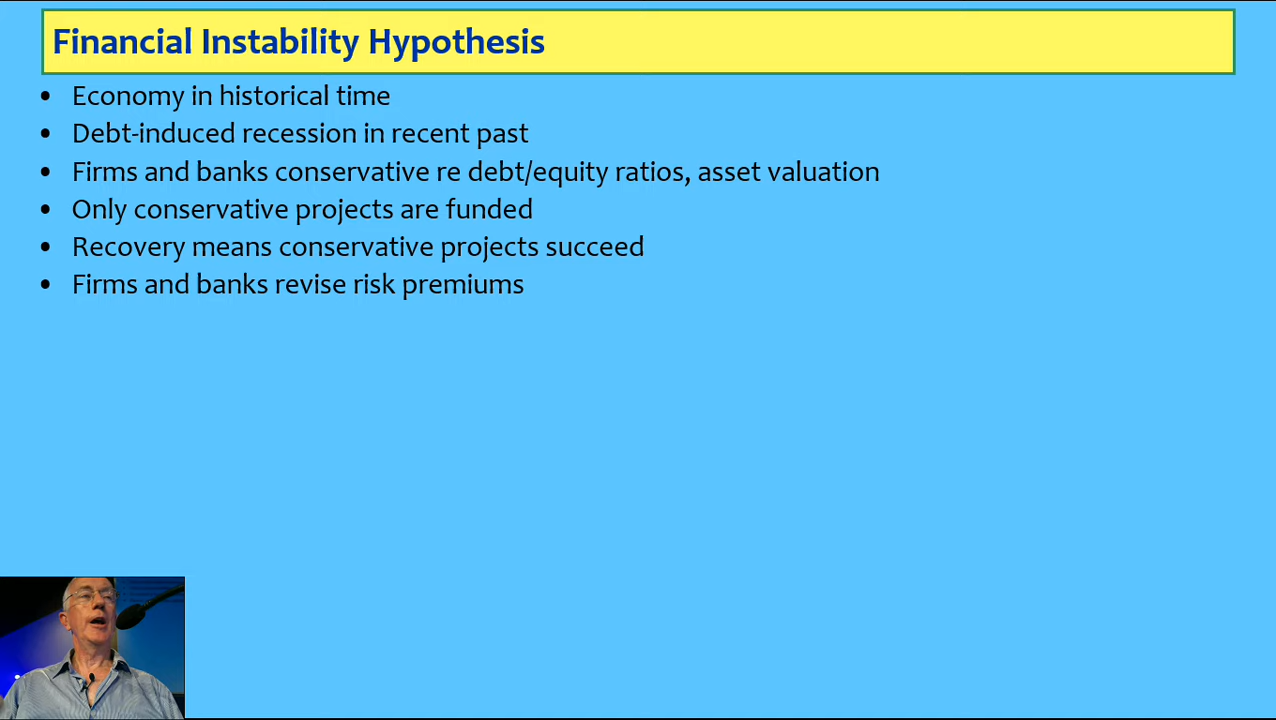 Financial Instability Hypothesis
• Economy in historical time
• Debt-induced recession in recent past
• Firms and banks conservative re debt/equity ratios, asset valuation
• Only conservative projects are funded
• Recovery means conservative projects succeed
• Firms and banks revise risk premiums